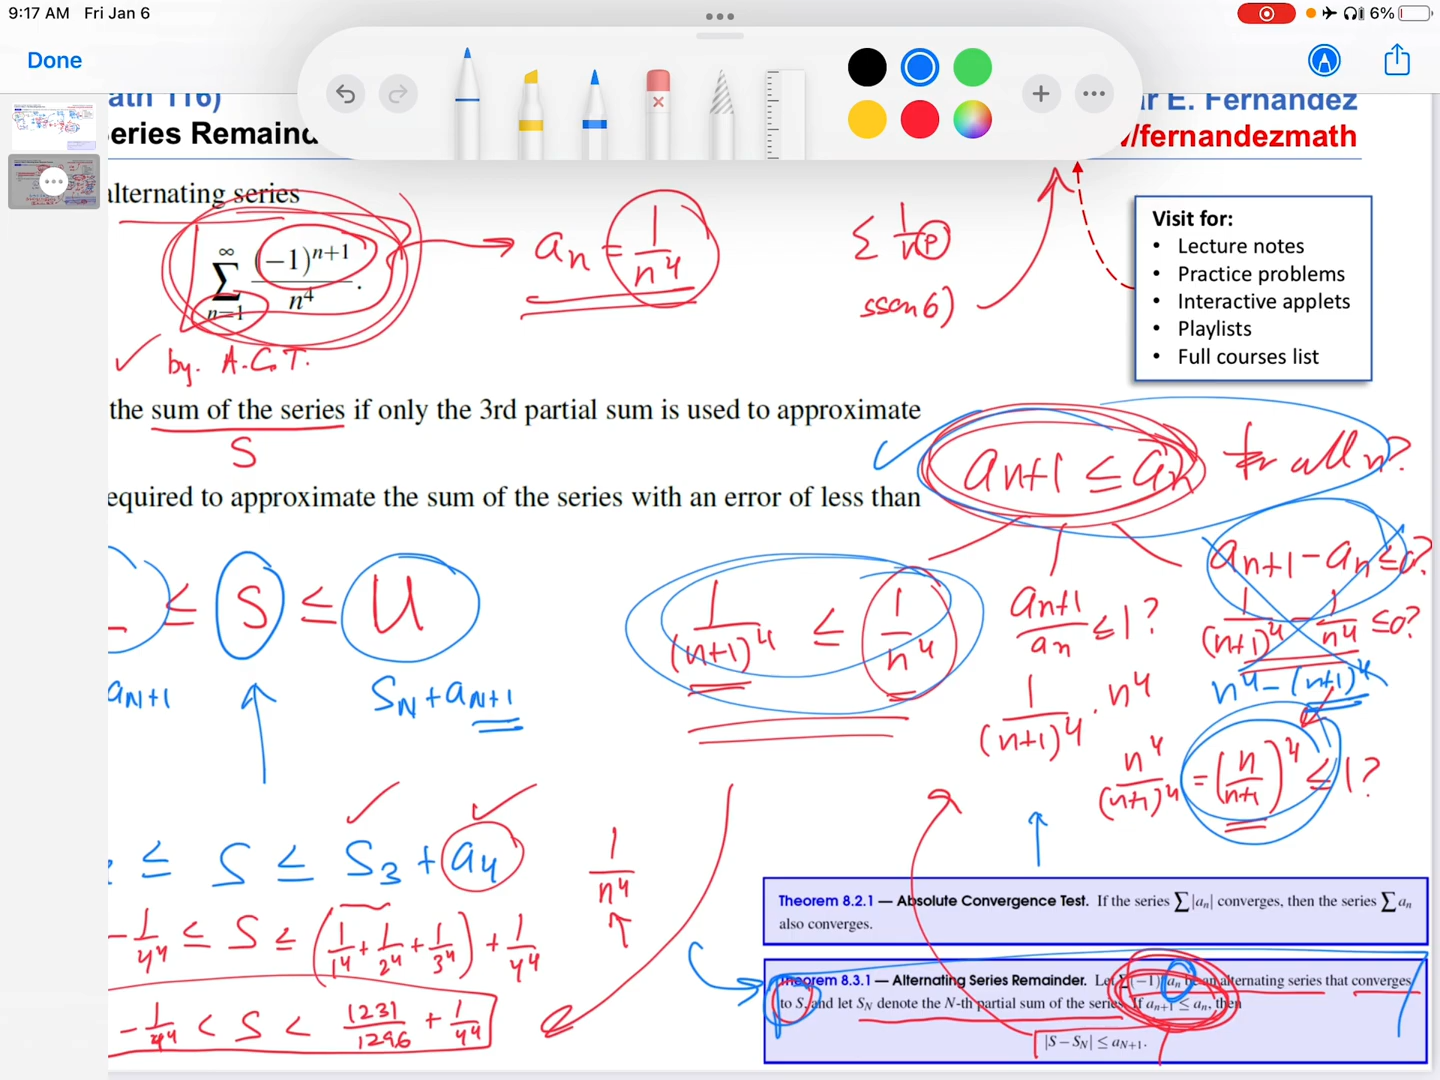 9:17 AM Fri Jan 6
6%
Done
ath 116)
ar E. Fernandez
eries Remain
/fernandezmath
alternating series
∑_{n=1}^{∞} (-1)^{n+1} / n^4 .
→ a_n = 1/n^4
∑ 1/n^p
sson 6)
Visit for:
• Lecture notes
• Practice problems
• Interactive applets
• Playlists
• Full courses list
✓ by. A.C.T.
the sum of the series if only the 3rd partial sum is used to approximate
S
a_{n+1} ≤ a_n for all n?
equired to approximate the sum of the series with an error of less than
≤ S ≤ U
a_{N+1}
S_N + a_{N+1}
1/(n+1)^4 ≤ 1/n^4
a_{n+1}/a_n ≤ 1?
1/(n+1)^4 · n^4
n^4/(n+1)^4 = (n/n+1)^4 ≤ 1?
a_{n+1} - a_n ≤ 0?
1/(n+1)^4 - 1/n^4 ≤ 0?
n^4 - (n+1)^4
≤ S ≤ S_3 + a_4
1/n^4
- 1/4^4 ≤ S ≤ (1/1^4 + 1/2^4 + 1/3^4) + 1/4^4
- 1/4^4 < S < 1231/1296 + 1/4^4
Theorem 8.2.1 — Absolute Convergence Test. If the series ∑|a_n| converges, then the series ∑ a_n
also converges.
Theorem 8.3.1 — Alternating Series Remainder. Let ∑(-1) a_n be an alternating series that converges
to S, and let S_N denote the N-th partial sum of the series. If a_{n+1} ≤ a_n, then
|S − S_N| ≤ a_{N+1}.